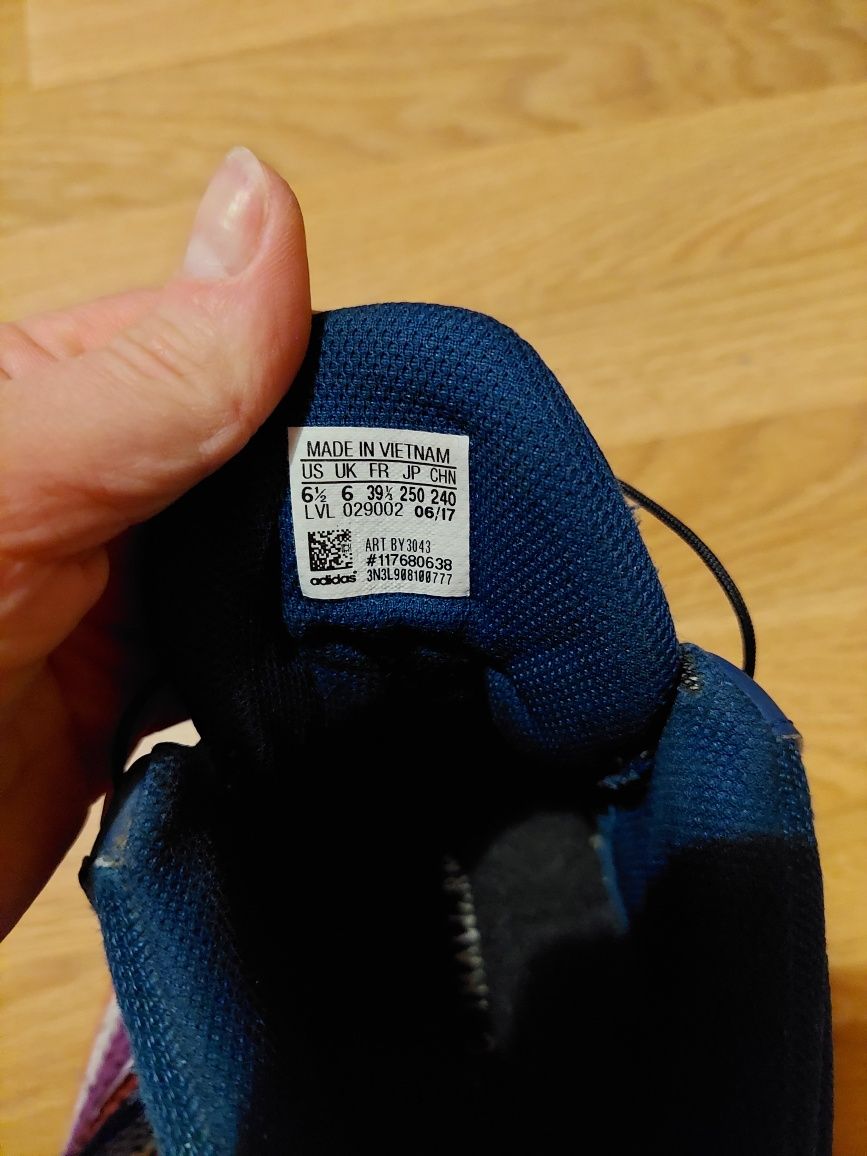 MADE IN VIETNAM
US UK FR JP CHN
6½ 6 39⅓ 250 240
LVL 029002 06/17
ART BY3043
#117680638
adidas® 3N3L908100777